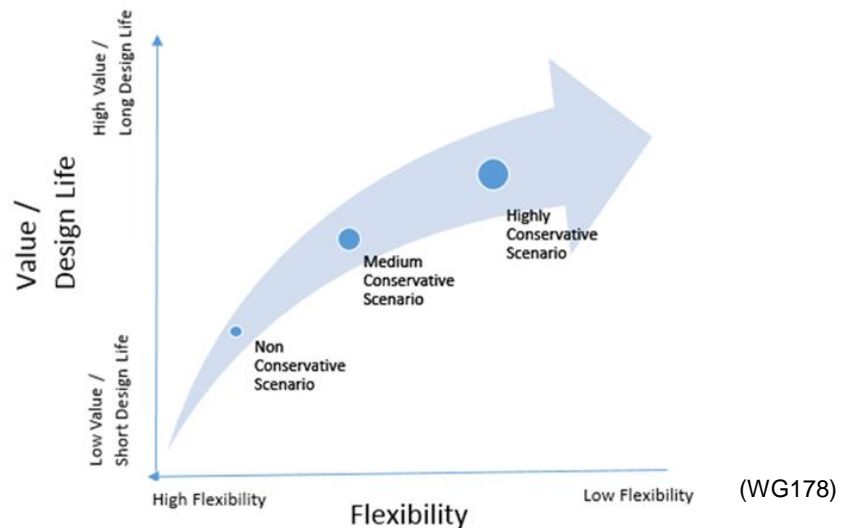 High Value /
Long Design Life
Value /
Design Life
Low Value /
Short Design Life
Highly
Conservative
Scenario
Medium
Conservative
Scenario
Non
Conservative
Scenario
High Flexibility
Flexibility
Low Flexibility
(WG178)